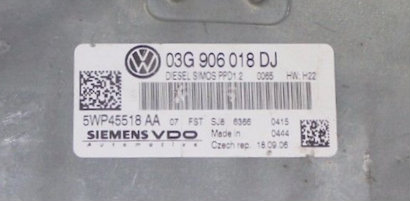 03G 906 018 DJ
DIESEL SIMOS PPD1.2 0065 HW: H22
5WP45518 AA 07 FST SJ8 6366 0415
SIEMENS VDO Made in 0444
Automotive Czech rep. 18.09.06